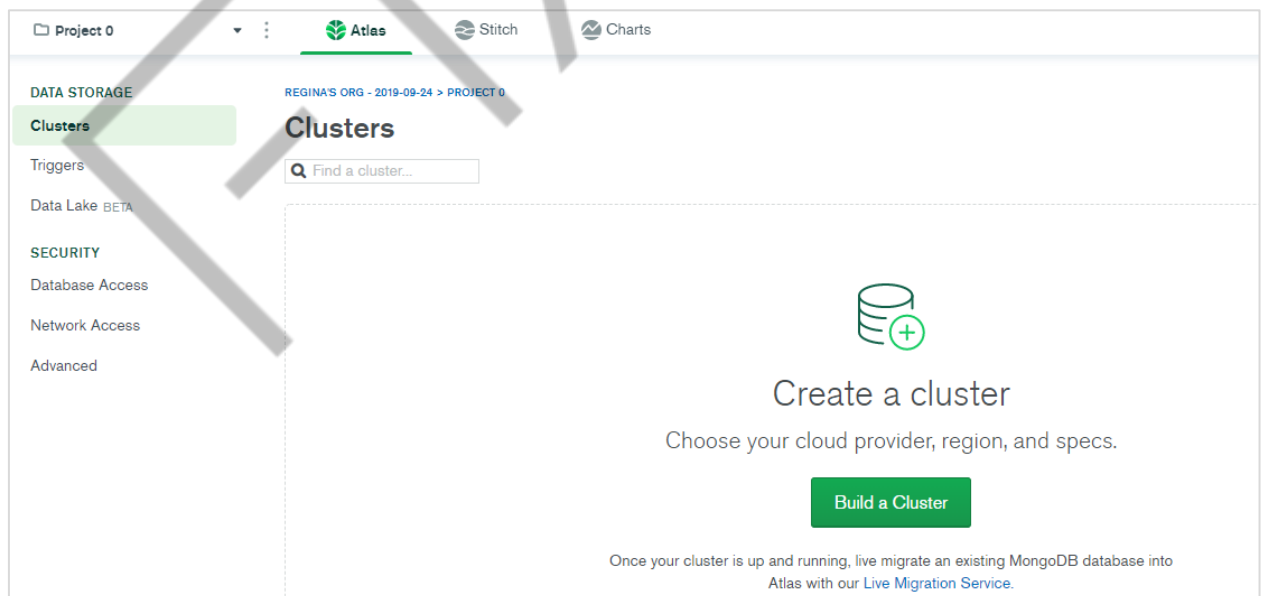 Project 0
Atlas
Stitch
Charts
DATA STORAGE
Clusters
Triggers
Data Lake BETA
SECURITY
Database Access
Network Access
Advanced
REGINA'S ORG - 2019-09-24 > PROJECT 0
Clusters
Find a cluster...
Create a cluster
Choose your cloud provider, region, and specs.
Build a Cluster
Once your cluster is up and running, live migrate an existing MongoDB database into
Atlas with our Live Migration Service.